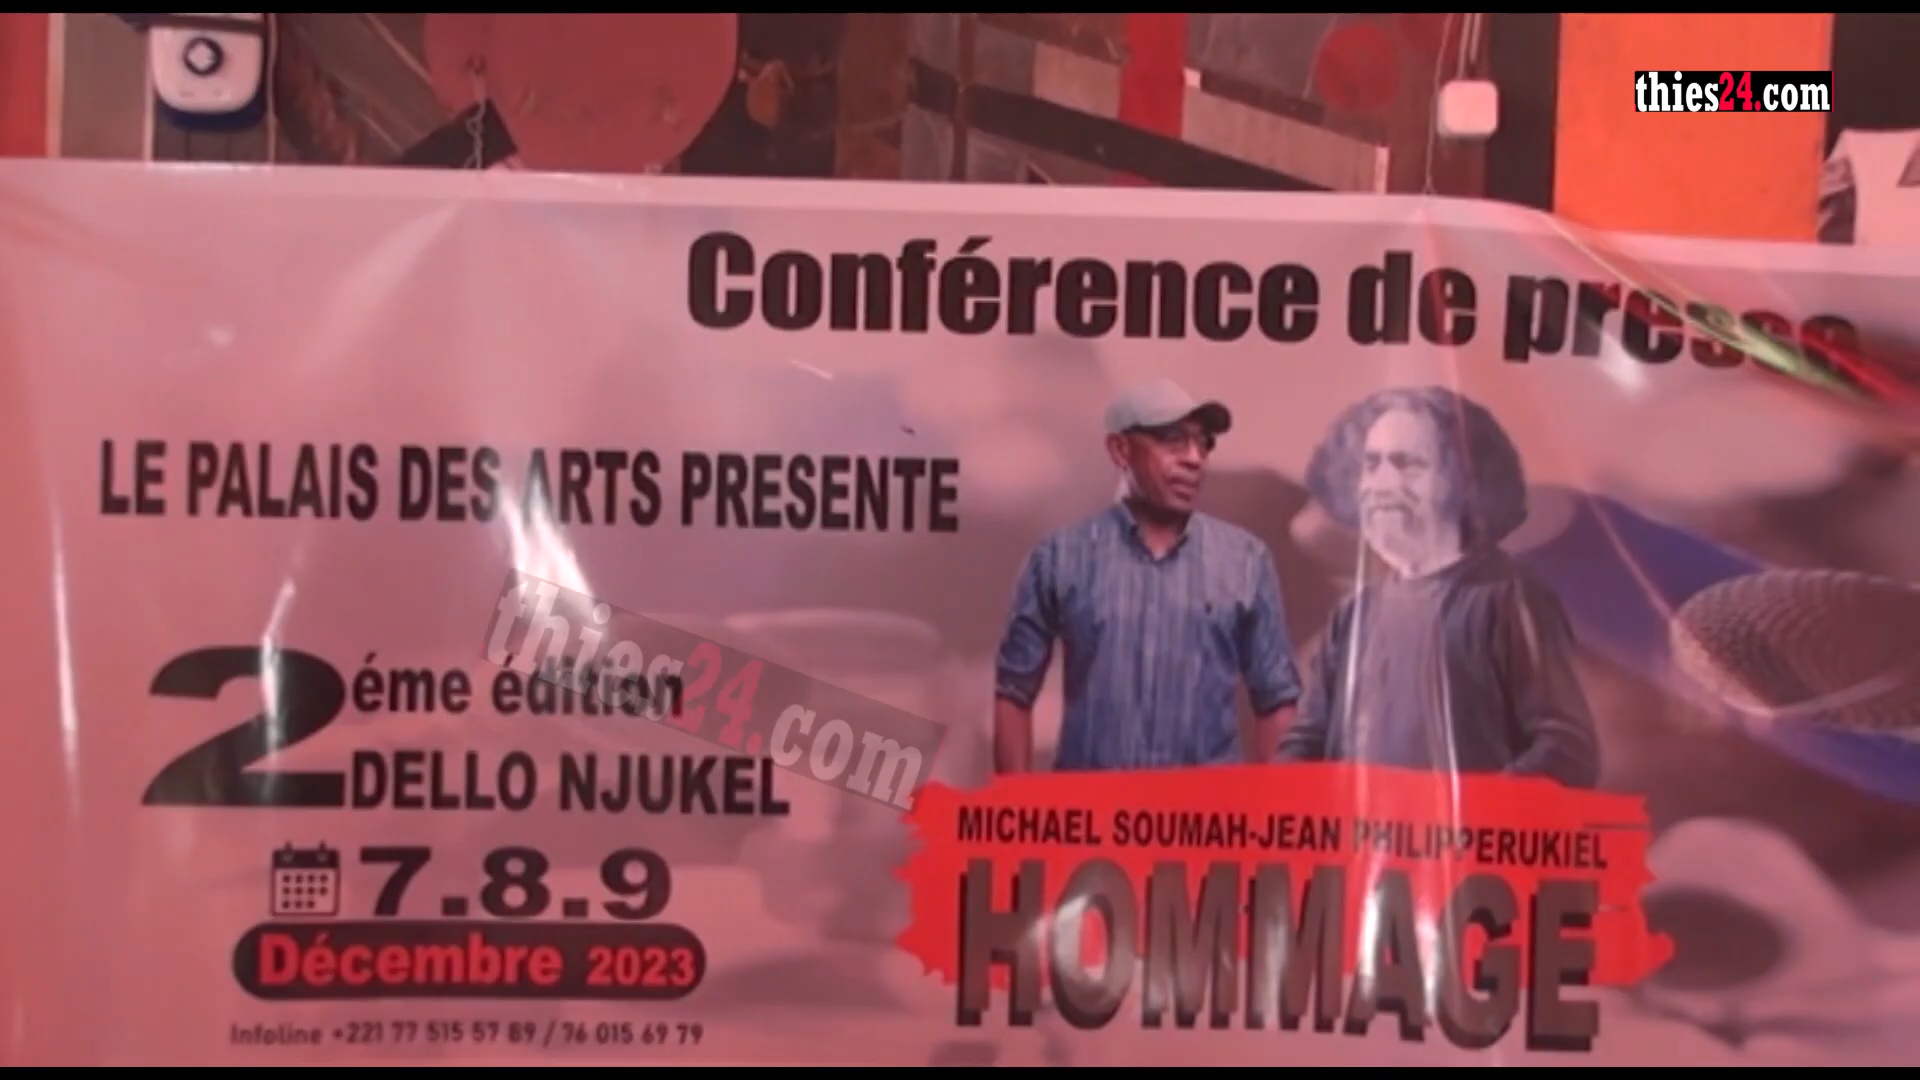 thies24.com
Conférence de presse
LE PALAIS DES ARTS PRESENTE
2éme édition
DELLO NJUKEL
thies24.com
7.8.9
Décembre 2023
Infoline +221 77 515 57 89 / 76 015 69 79
MICHAEL SOUMAH-JEAN PHILIPPERUKIEL
HOMMAGE